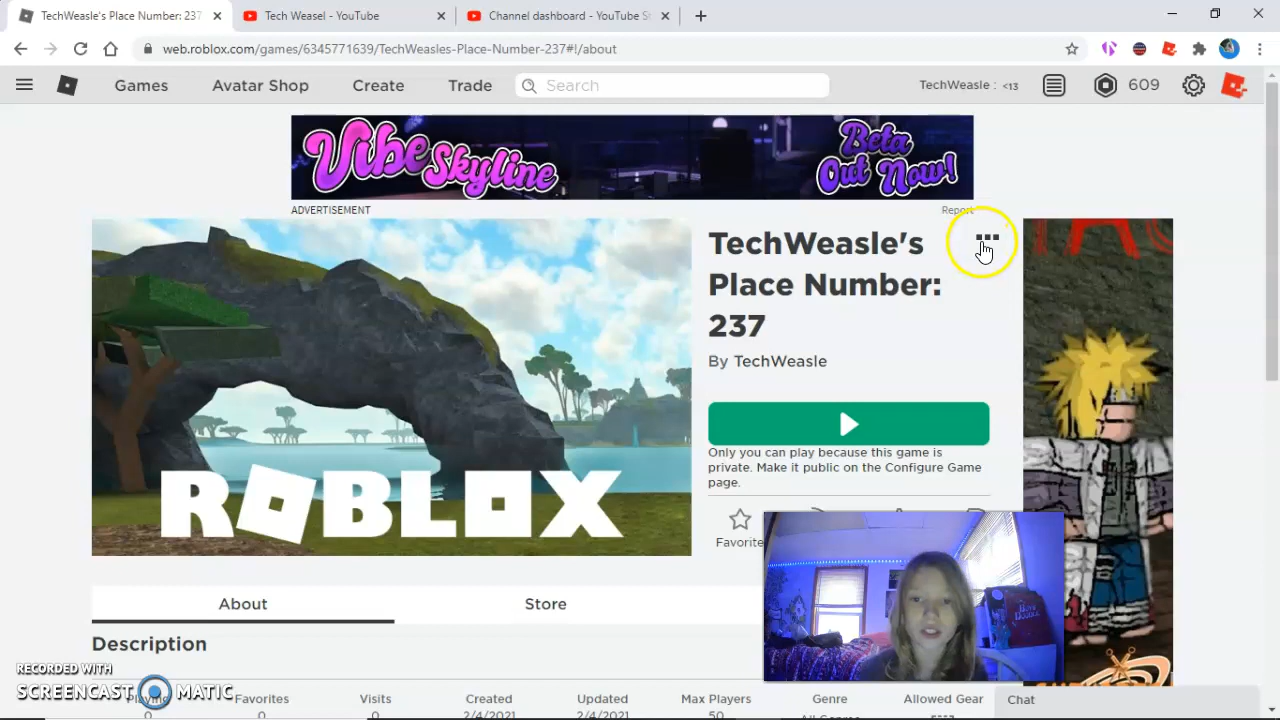 TechWeasle's Place Number: 237
Tech Weasel - YouTube
Channel dashboard - YouTube S
web.roblox.com/games/6345771639/TechWeasles-Place-Number-237#!/about
Games
Avatar Shop
Create
Trade
Search
TechWeasle : <13
609
Vibe Skyline
Beta
Out Now!
ADVERTISEMENT
Report
TechWeasle's
Place Number:
237
By TechWeasle
Only you can play because this game is
private. Make it public on the Configure Game
page.
ROBLOX
Favorite
About
Store
Description
RECORDED WITH
SCREENCAST MATIC
Playing
Favorites
Visits
Created
Updated
Max Players
Genre
Allowed Gear
0
0
0
2/4/2021
2/4/2021
50
All Genres
Chat